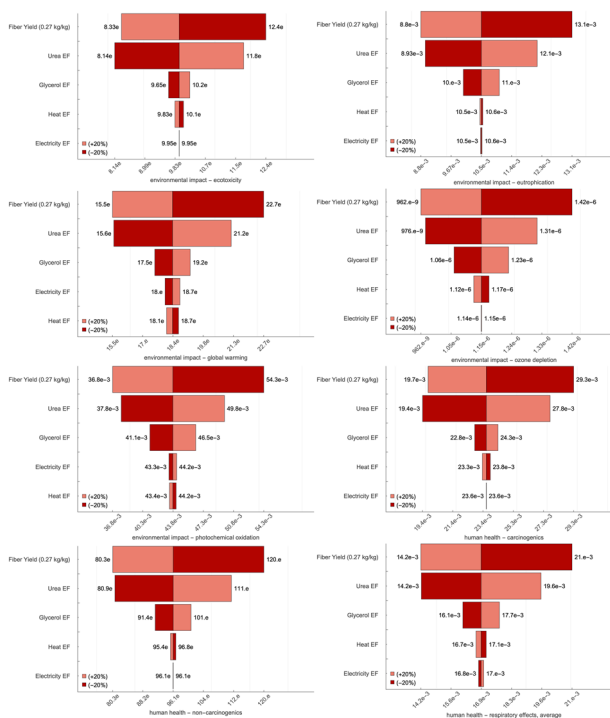 Fiber Yield (0.27 kg/kg)
8.33e
12.4e
Urea EF
8.14e
11.8e
Glycerol EF
9.65e
10.2e
Heat EF
9.83e
10.1e
Electricity EF
9.95e
9.95e
(+20%)
(−20%)
8.14e
8.99e
9.83e
10.7e
11.5e
12.4e
environmental impact − ecotoxicity
Fiber Yield (0.27 kg/kg)
8.8e−3
13.1e−3
Urea EF
8.93e−3
12.1e−3
Glycerol EF
10.e−3
11.e−3
Heat EF
10.5e−3
10.6e−3
Electricity EF
10.5e−3
10.6e−3
(+20%)
(−20%)
8.8e−3
9.67e−3
10.5e−3
11.4e−3
12.3e−3
13.1e−3
environmental impact − eutrophication
Fiber Yield (0.27 kg/kg)
15.5e
22.7e
Urea EF
15.6e
21.2e
Glycerol EF
17.5e
19.2e
Electricity EF
18.e
18.7e
Heat EF
18.1e
18.7e
(+20%)
(−20%)
15.5e
17.e
18.4e
19.8e
21.3e
22.7e
environmental impact − global warming
Fiber Yield (0.27 kg/kg)
962.e−9
1.42e−6
Urea EF
976.e−9
1.31e−6
Glycerol EF
1.06e−6
1.23e−6
Heat EF
1.12e−6
1.17e−6
Electricity EF
1.14e−6
1.15e−6
(+20%)
(−20%)
962.e−9
1.05e−6
1.15e−6
1.24e−6
1.33e−6
1.42e−6
environmental impact − ozone depletion
Fiber Yield (0.27 kg/kg)
36.8e−3
54.3e−3
Urea EF
37.8e−3
49.8e−3
Glycerol EF
41.1e−3
46.5e−3
Electricity EF
43.3e−3
44.2e−3
Heat EF
43.4e−3
44.2e−3
(+20%)
(−20%)
36.8e−3
40.3e−3
43.8e−3
47.3e−3
50.8e−3
54.3e−3
environmental impact − photochemical oxidation
Fiber Yield (0.27 kg/kg)
19.7e−3
29.3e−3
Urea EF
19.4e−3
27.8e−3
Glycerol EF
22.8e−3
24.3e−3
Heat EF
23.3e−3
23.8e−3
Electricity EF
23.6e−3
23.6e−3
(+20%)
(−20%)
19.4e−3
21.4e−3
23.4e−3
25.3e−3
27.3e−3
29.3e−3
human health − carcinogenics
Fiber Yield (0.27 kg/kg)
80.3e
120.e
Urea EF
80.9e
111.e
Glycerol EF
91.4e
101.e
Heat EF
95.4e
96.8e
Electricity EF
96.1e
96.1e
(+20%)
(−20%)
80.3e
88.2e
96.1e
104.e
112.e
120.e
human health − non−carcinogenics
Fiber Yield (0.27 kg/kg)
14.2e−3
21.e−3
Urea EF
14.2e−3
19.6e−3
Glycerol EF
16.1e−3
17.7e−3
Heat EF
16.7e−3
17.1e−3
Electricity EF
16.8e−3
17.e−3
(+20%)
(−20%)
14.2e−3
15.6e−3
16.9e−3
18.3e−3
19.6e−3
21.e−3
human health − respiratory effects, average